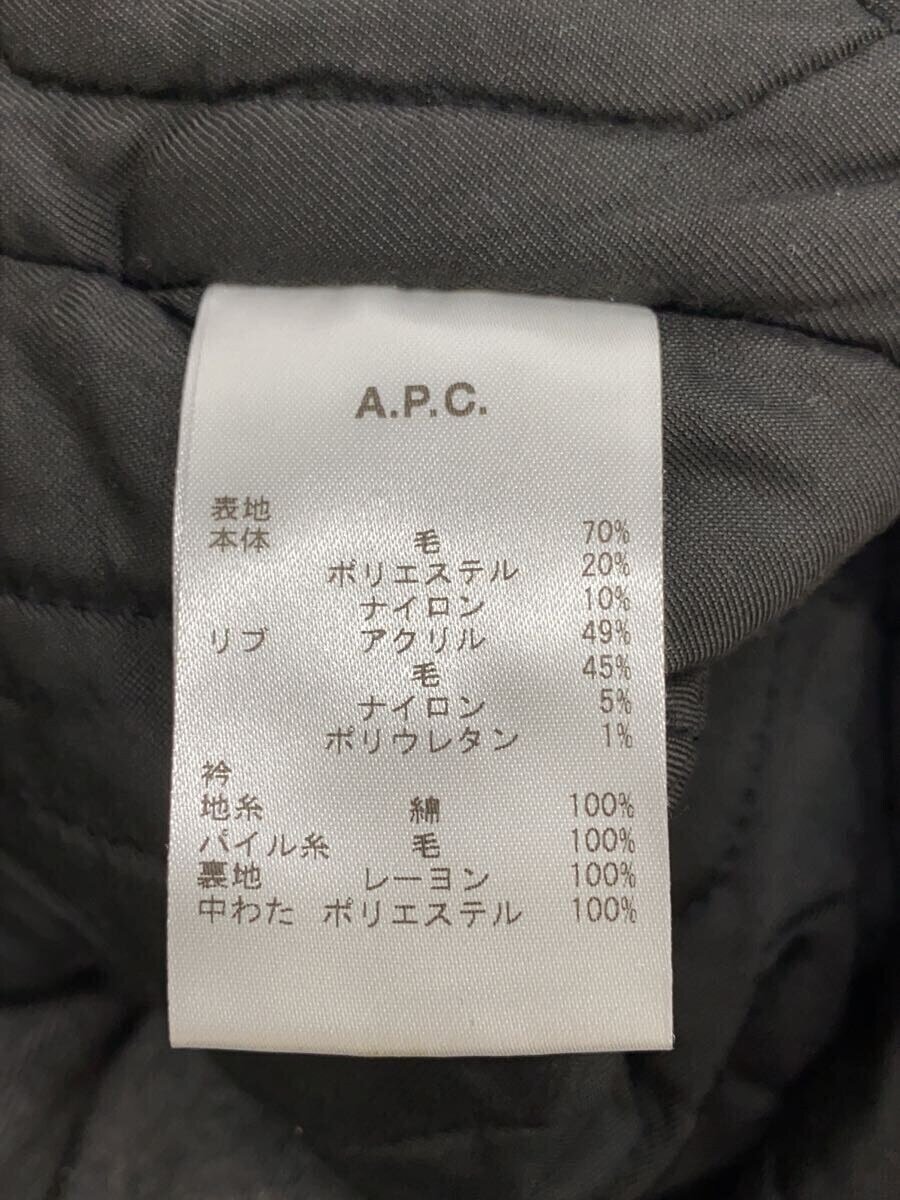 A.P.C.
表地
本体 毛 70%
ポリエステル 20%
ナイロン 10%
リブ アクリル 49%
毛 45%
ナイロン 5%
ポリウレタン 1%
衿
地糸 綿 100%
パイル糸 毛 100%
裏地 レーヨン 100%
中わた ポリエステル 100%